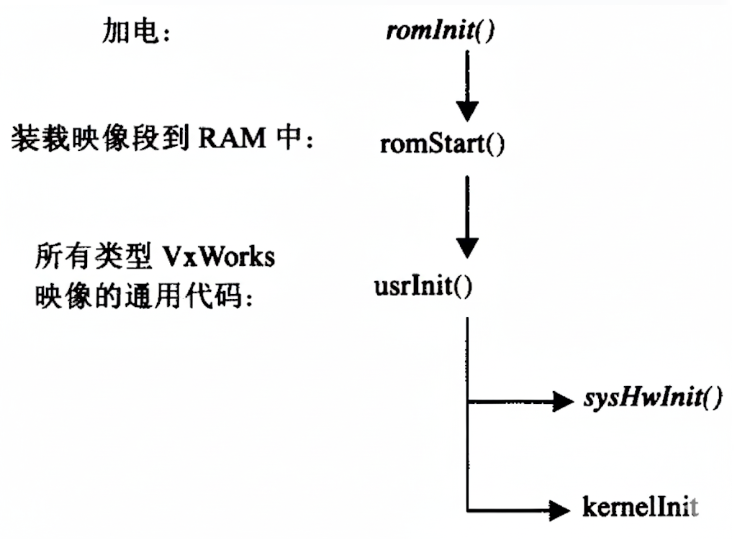 加电: romInit()
装载映像段到 RAM 中: romStart()
所有类型 VxWorks
映像的通用代码: usrInit()
sysHwInit()
kernelInit